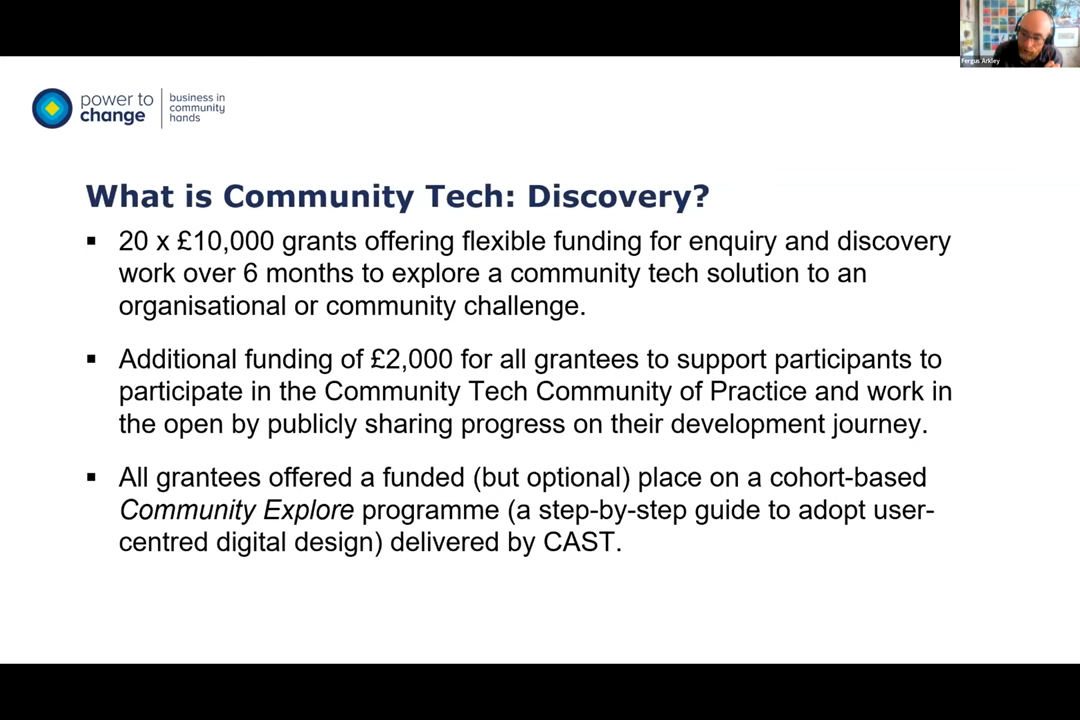 power to
change
business in
community
hands
Fergus Arkley
What is Community Tech: Discovery?
▪ 20 x £10,000 grants offering flexible funding for enquiry and discovery
work over 6 months to explore a community tech solution to an
organisational or community challenge.
▪ Additional funding of £2,000 for all grantees to support participants to
participate in the Community Tech Community of Practice and work in
the open by publicly sharing progress on their development journey.
▪ All grantees offered a funded (but optional) place on a cohort-based
Community Explore programme (a step-by-step guide to adopt user-
centred digital design) delivered by CAST.